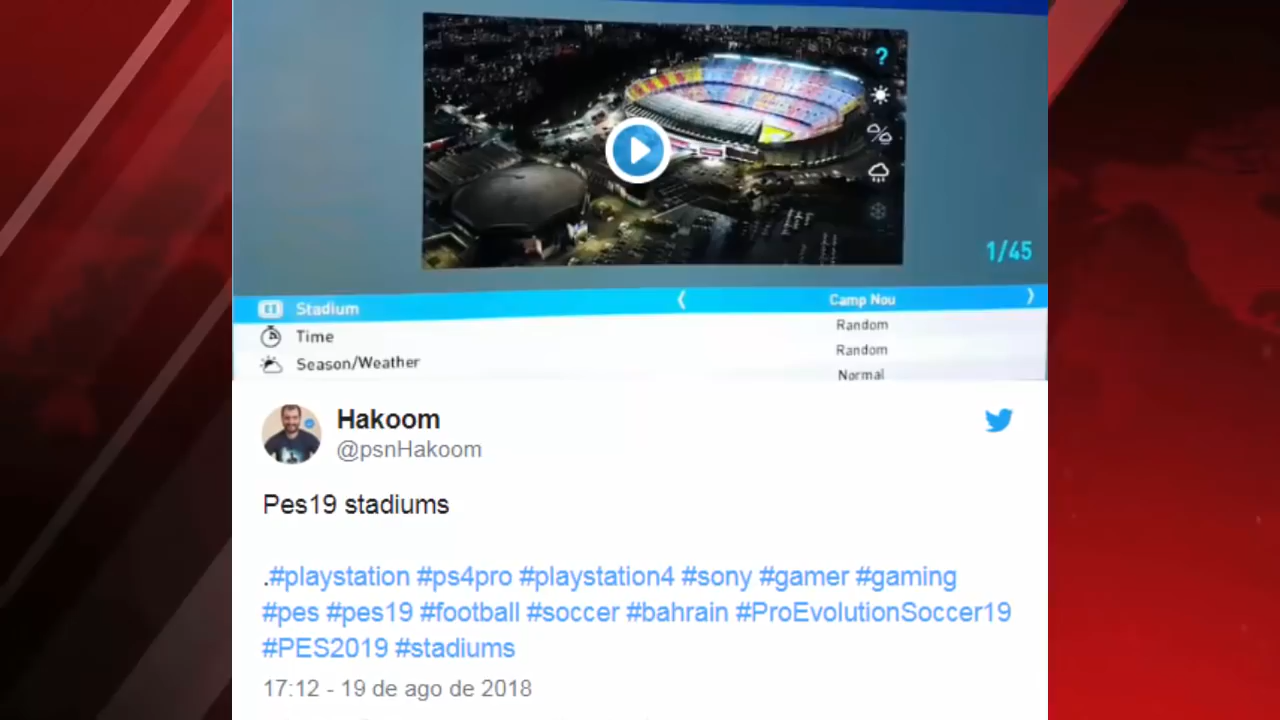 ?
1/45
Stadium
Camp Nou
Time
Random
Season/Weather
Random
Normal
Hakoom
@psnHakoom
Pes19 stadiums
.#playstation #ps4pro #playstation4 #sony #gamer #gaming
#pes #pes19 #football #soccer #bahrain #ProEvolutionSoccer19
#PES2019 #stadiums
17:12 - 19 de ago de 2018